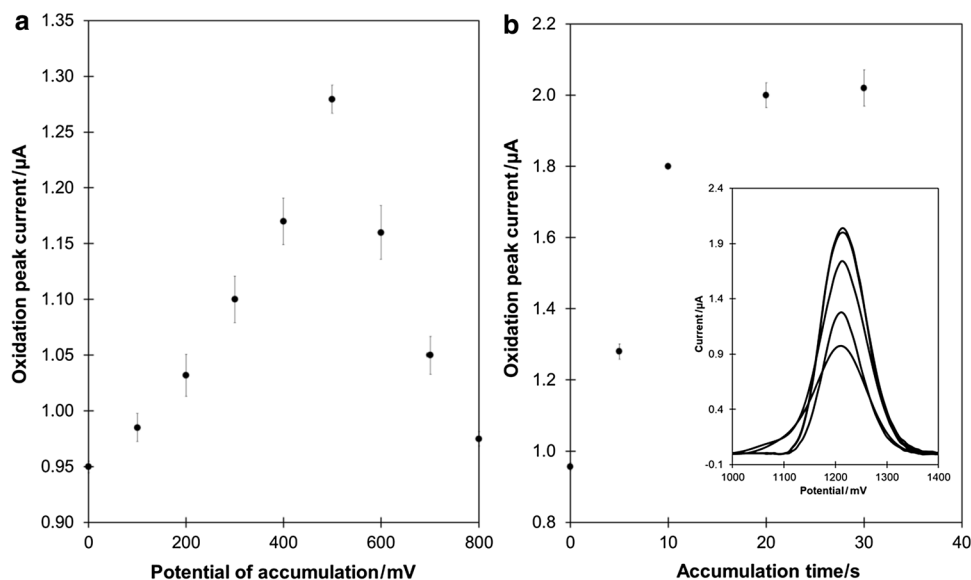 a
1.35
1.30
1.25
1.20
1.15
1.10
1.05
1.00
0.95
0.90
Oxidation peak current/µA
0 200 400 600 800
Potential of accumulation/mV
b
2.2
2.0
1.8
1.6
1.4
1.2
1.0
0.8
Oxidation peak current/µA
0 10 20 30 40
Accumulation time/s
2.4
1.9
1.4
0.9
0.4
-0.1
Current/µA
1000 1100 1200 1300 1400
Potential/mV